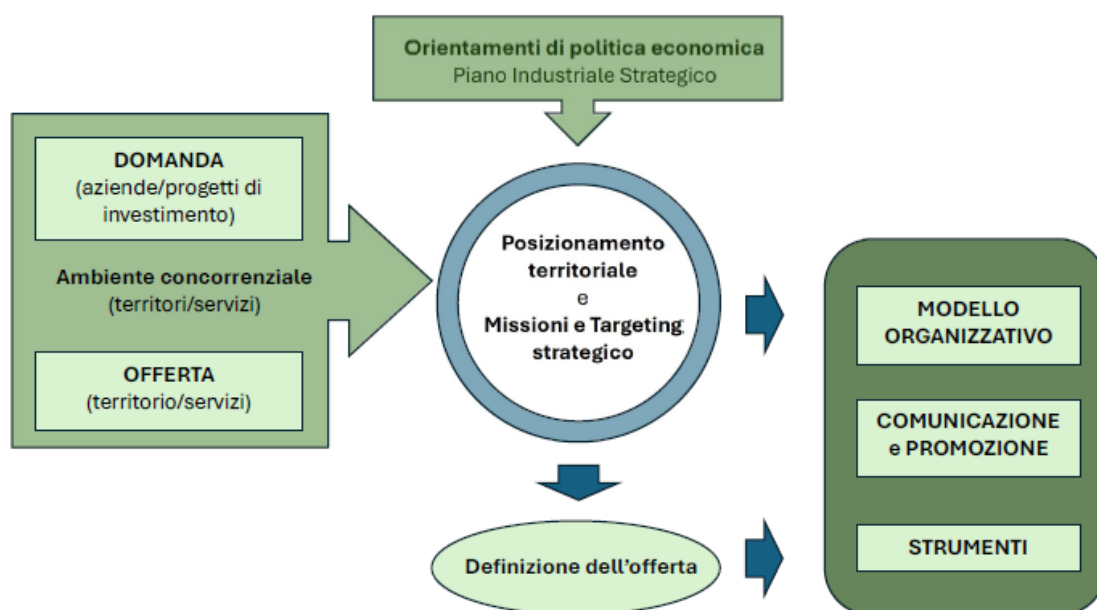 Orientamenti di politica economica
Piano Industriale Strategico
DOMANDA
(aziende/progetti di
investimento)
Ambiente concorrenziale
(territori/servizi)
OFFERTA
(territorio/servizi)
Posizionamento
territoriale
e
Missioni e Targeting
strategico
Definizione dell’offerta
MODELLO
ORGANIZZATIVO
COMUNICAZIONE
e PROMOZIONE
STRUMENTI